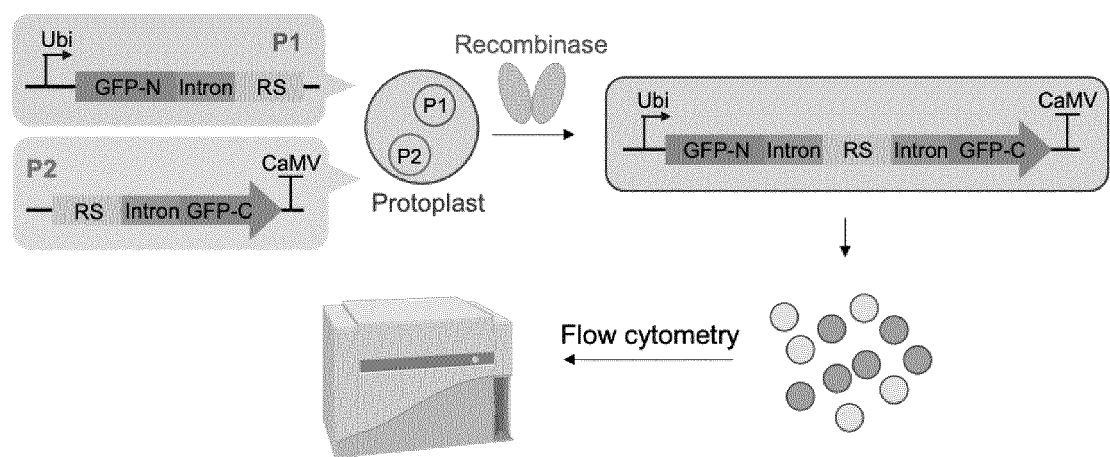 Ubi
P1
GFP-N Intron RS
P2
CaMV
RS Intron GFP-C
P1
P2
Protoplast
Recombinase
Ubi
CaMV
GFP-N Intron RS Intron GFP-C
Flow cytometry